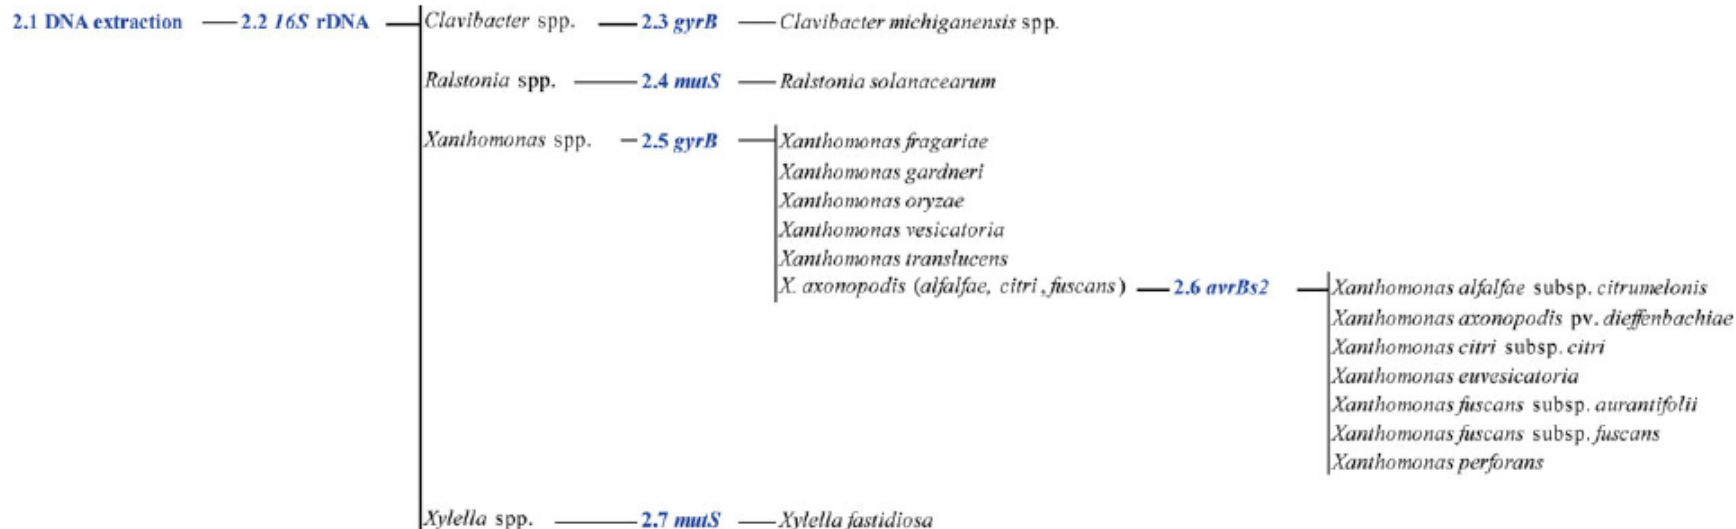 2.1 DNA extraction 2.2 16S rDNA Clavibacter spp. 2.3 gyrB Clavibacter michiganensis spp.
Ralstonia spp. 2.4 mutS Ralstonia solanacearum
Xanthomonas spp. 2.5 gyrB Xanthomonas fragariae
Xanthomonas gardneri
Xanthomonas oryzae
Xanthomonas vesicatoria
Xanthomonas translucens
X. axonopodis (alfalfae, citri, fuscans) 2.6 avrBs2 Xanthomonas alfalfae subsp. citrumelonis
Xanthomonas axonopodis pv. dieffenbachiae
Xanthomonas citri subsp. citri
Xanthomonas euvesicatoria
Xanthomonas fuscans subsp. aurantifolii
Xanthomonas fuscans subsp. fuscans
Xanthomonas perforans
Xylella spp. 2.7 mutS Xylella fastidiosa